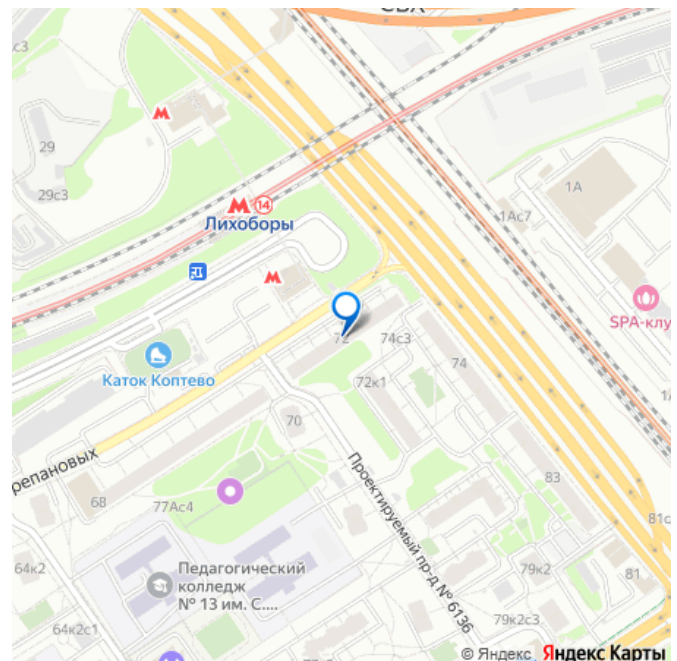 СВХ
с3
29
29с3
14
Лихоборы
1А
1Ас7
SPA-клу
Каток Коптево
72
74с3
74
72к1
70
репановых
68
77Ас4
Проектируемый пр-д № 6136
83
81с
Педагогический
колледж
№ 13 им. С....
64к2
64к2с1
79к2
79к2с3
81
© Яндекс Яндекс Карты